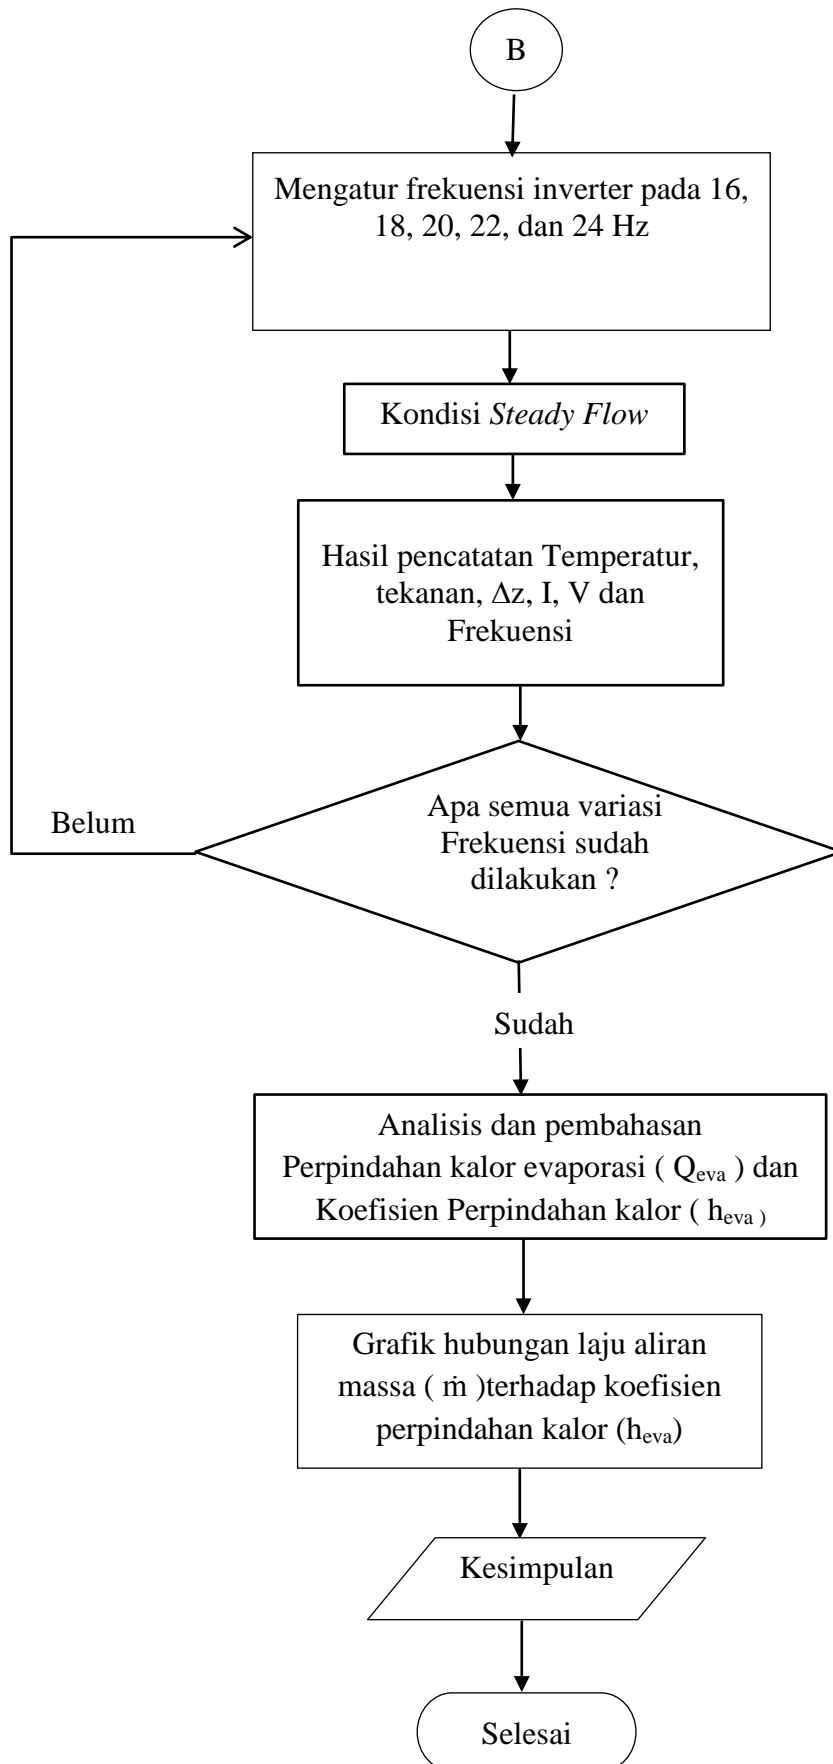 B
Mengatur frekuensi inverter pada 16,
18, 20, 22, dan 24 Hz
Kondisi Steady Flow
Hasil pencatatan Temperatur,
tekanan, Δz, I, V dan
Frekuensi
Apa semua variasi
Frekuensi sudah
dilakukan ?
Belum
Sudah
Analisis dan pembahasan
Perpindahan kalor evaporasi ( Qeva ) dan
Koefisien Perpindahan kalor ( heva )
Grafik hubungan laju aliran
massa ( ṁ )terhadap koefisien
perpindahan kalor (heva)
Kesimpulan
Selesai